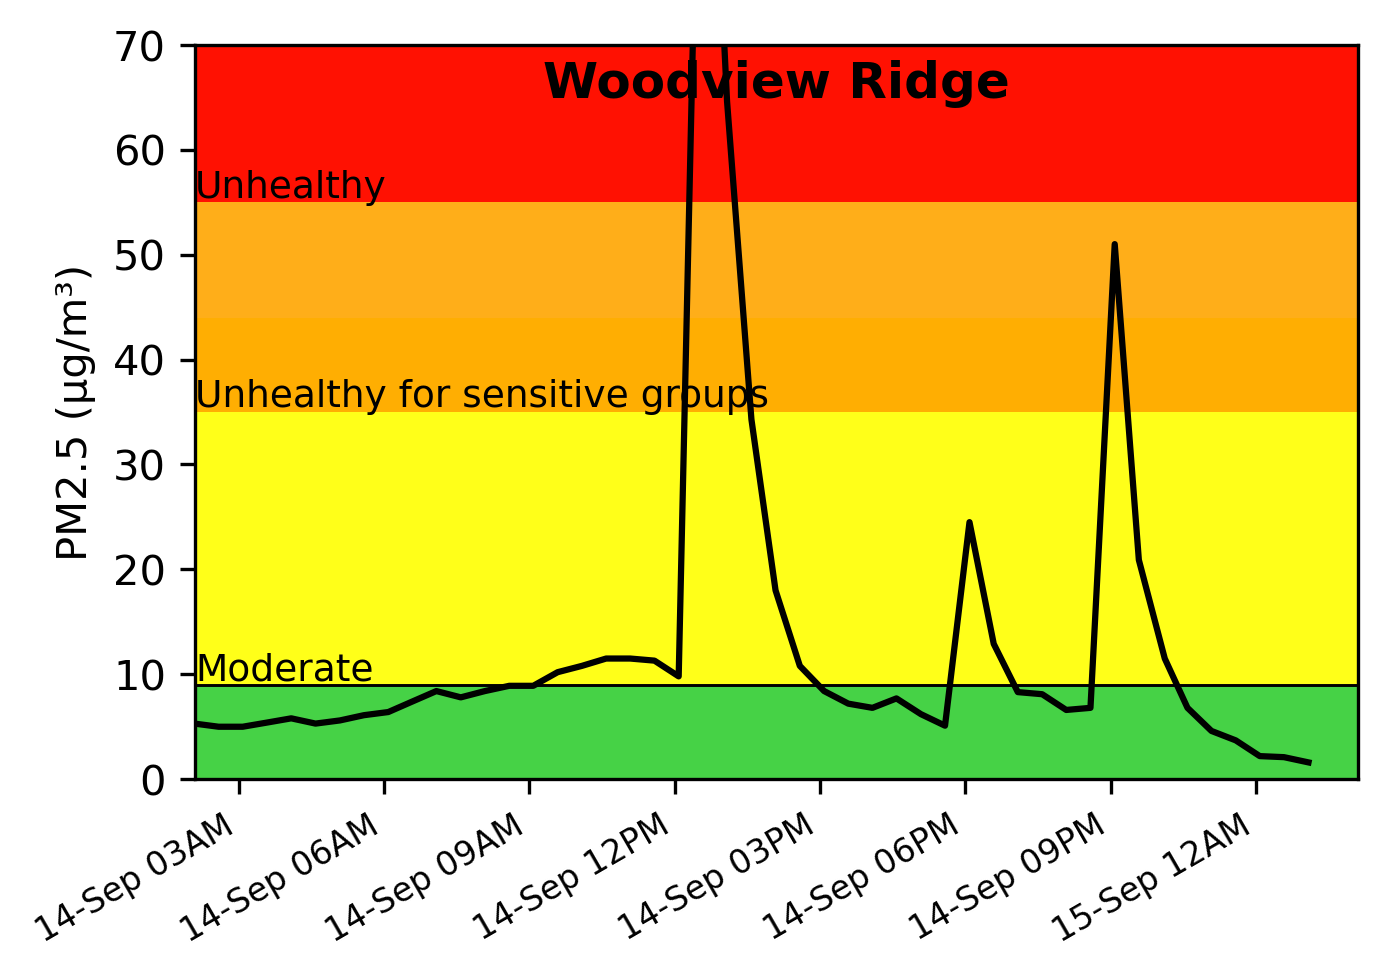 Woodview Ridge
PM2.5 (µg/m³)
70
60
50
40
30
20
10
0
Unhealthy
Unhealthy for sensitive groups
Moderate
14-Sep 03AM
14-Sep 06AM
14-Sep 09AM
14-Sep 12PM
14-Sep 03PM
14-Sep 06PM
14-Sep 09PM
15-Sep 12AM